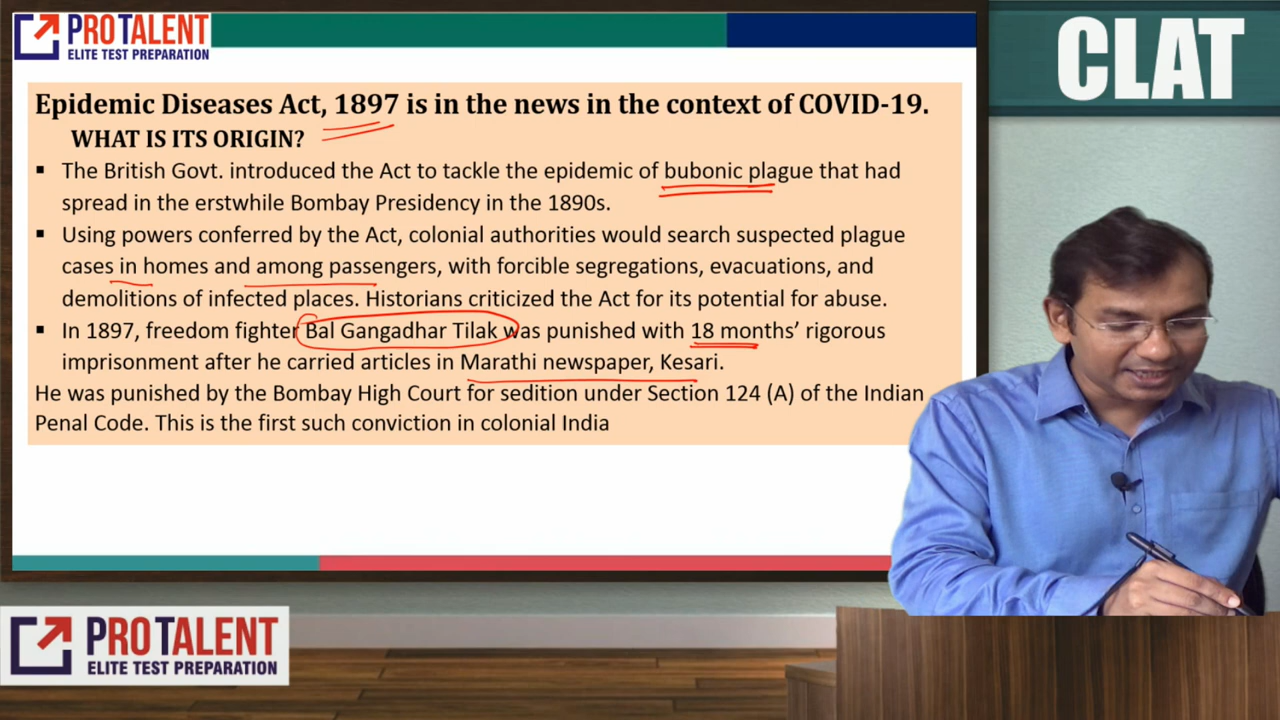 PROTALENT
ELITE TEST PREPARATION
CLAT
Epidemic Diseases Act, 1897 is in the news in the context of COVID-19.
WHAT IS ITS ORIGIN?
▪ The British Govt. introduced the Act to tackle the epidemic of bubonic plague that had
spread in the erstwhile Bombay Presidency in the 1890s.
▪ Using powers conferred by the Act, colonial authorities would search suspected plague
cases in homes and among passengers, with forcible segregations, evacuations, and
demolitions of infected places. Historians criticized the Act for its potential for abuse.
▪ In 1897, freedom fighter Bal Gangadhar Tilak was punished with 18 months’ rigorous
imprisonment after he carried articles in Marathi newspaper, Kesari.
He was punished by the Bombay High Court for sedition under Section 124 (A) of the Indian
Penal Code. This is the first such conviction in colonial India
PROTALENT
ELITE TEST PREPARATION